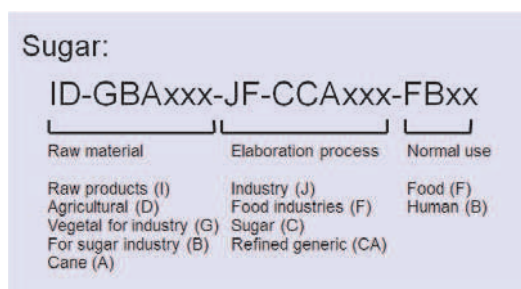 Sugar:
ID-GBAxxx-JF-CCAxxx-FBxx
Raw material Elaboration process Normal use
Raw products (I) Industry (J) Food (F)
Agricultural (D) Food industries (F) Human (B)
Vegetal for industry (G) Sugar (C)
For sugar industry (B) Refined generic (CA)
Cane (A)